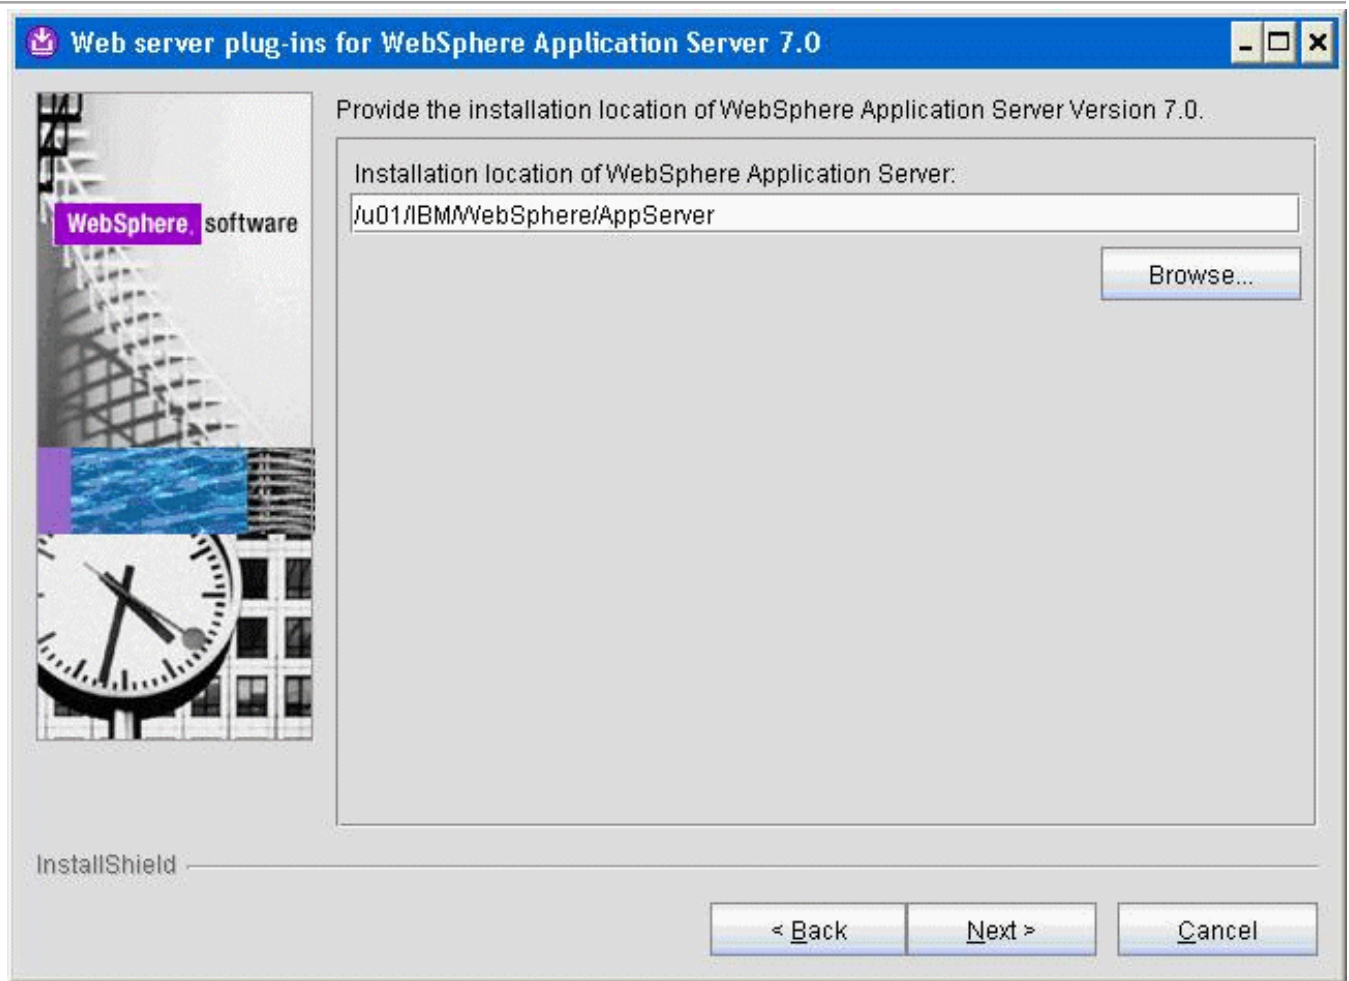 Web server plug-ins for WebSphere Application Server 7.0
Provide the installation location of WebSphere Application Server Version 7.0.
Installation location of WebSphere Application Server:
/u01/IBM/WebSphere/AppServer
Browse...
WebSphere. software
InstallShield
< Back
Next >
Cancel